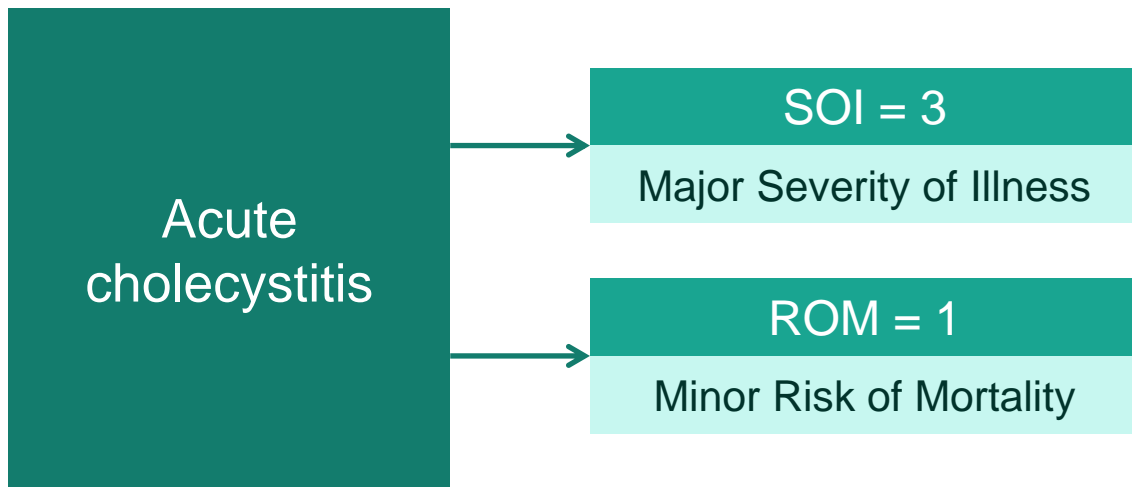 Acute
cholecystitis
SOI = 3
Major Severity of Illness
ROM = 1
Minor Risk of Mortality